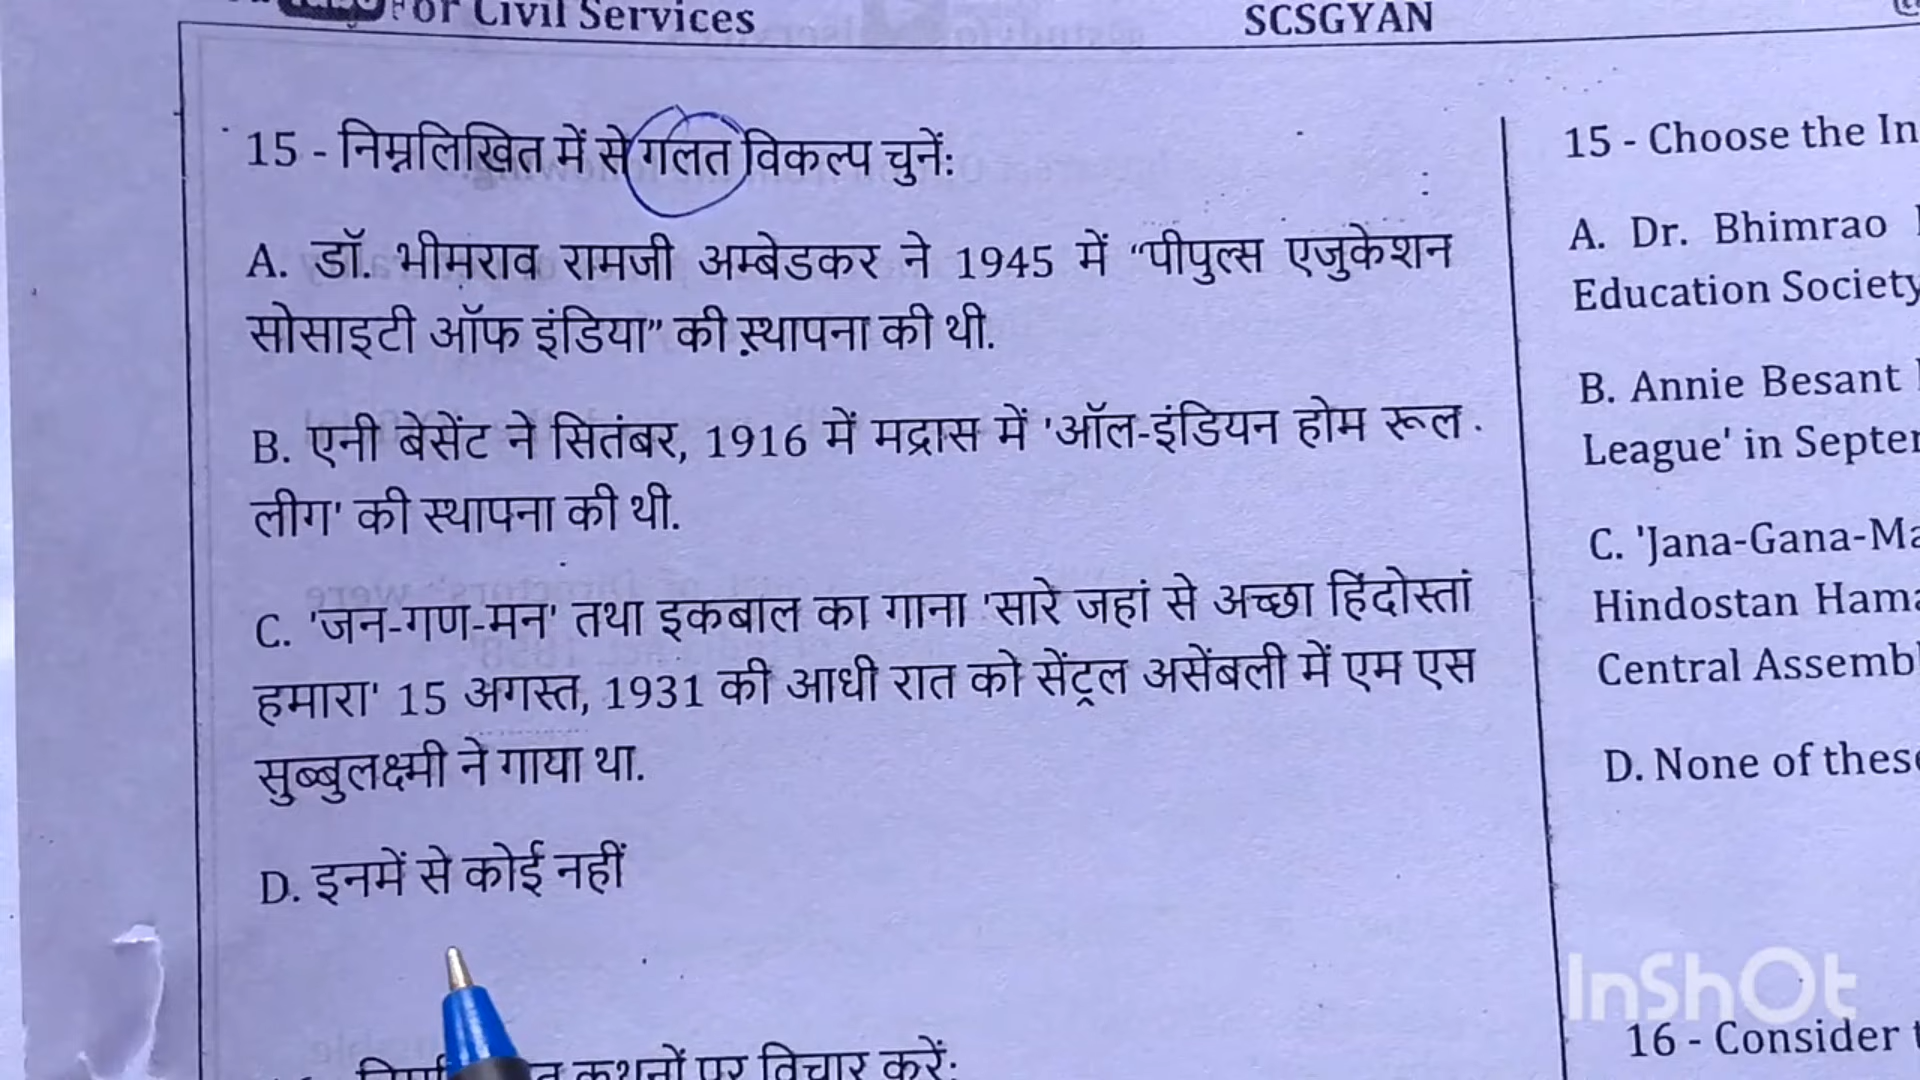 For Civil Services
SCSGYAN
15 - निम्नलिखित में से गलत विकल्प चुनें:
A. डॉ. भीमराव रामजी अम्बेडकर ने 1945 में “पीपुल्स एजुकेशन
सोसाइटी ऑफ इंडिया” की स्थापना की थी.
B. एनी बेसेंट ने सितंबर, 1916 में मद्रास में 'ऑल-इंडियन होम रूल
लीग' की स्थापना की थी.
C. 'जन-गण-मन' तथा इकबाल का गाना 'सारे जहां से अच्छा हिंदोस्तां
हमारा' 15 अगस्त, 1931 की आधी रात को सेंट्रल असेंबली में एम एस
सुब्बुलक्ष्मी ने गाया था.
D. इनमें से कोई नहीं
कथनों पर विचार करें:
15 - Choose the In
A. Dr. Bhimrao
Education Society
B. Annie Besant
League' in Septe
C. 'Jana-Gana-Ma
Hindostan Hama
Central Assemb
D. None of these
16 - Consider
InShOt